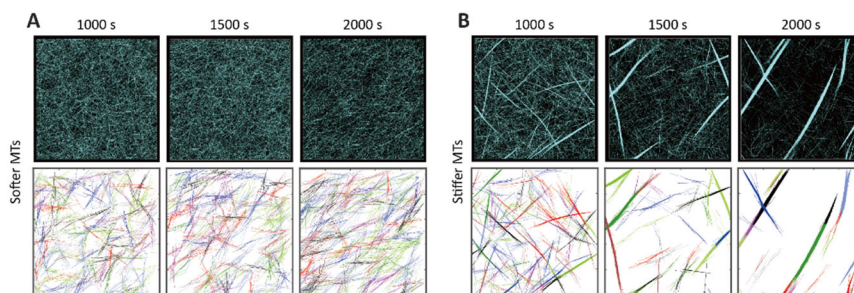 A
1000 s 1500 s 2000 s
Softer MTs
B
1000 s 1500 s 2000 s
Stiffer MTs